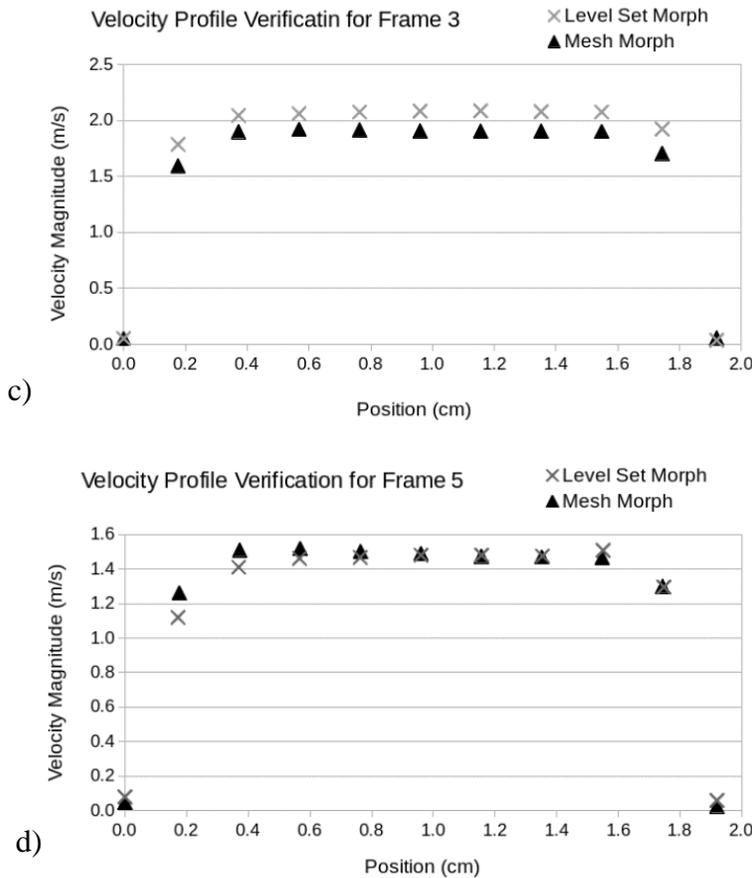 Velocity Profile Verificatin for Frame 3
Level Set Morph
Mesh Morph
2.5
2.0
1.5
1.0
0.5
0.0
Velocity Magnitude (m/s)
0.0 0.2 0.4 0.6 0.8 1.0 1.2 1.4 1.6 1.8 2.0
Position (cm)
c)
Velocity Profile Verification for Frame 5
Level Set Morph
Mesh Morph
1.6
1.4
1.2
1.0
0.8
0.6
0.4
0.2
0.0
Velocity Magnitude (m/s)
0.0 0.2 0.4 0.6 0.8 1.0 1.2 1.4 1.6 1.8 2.0
Position (cm)
d)